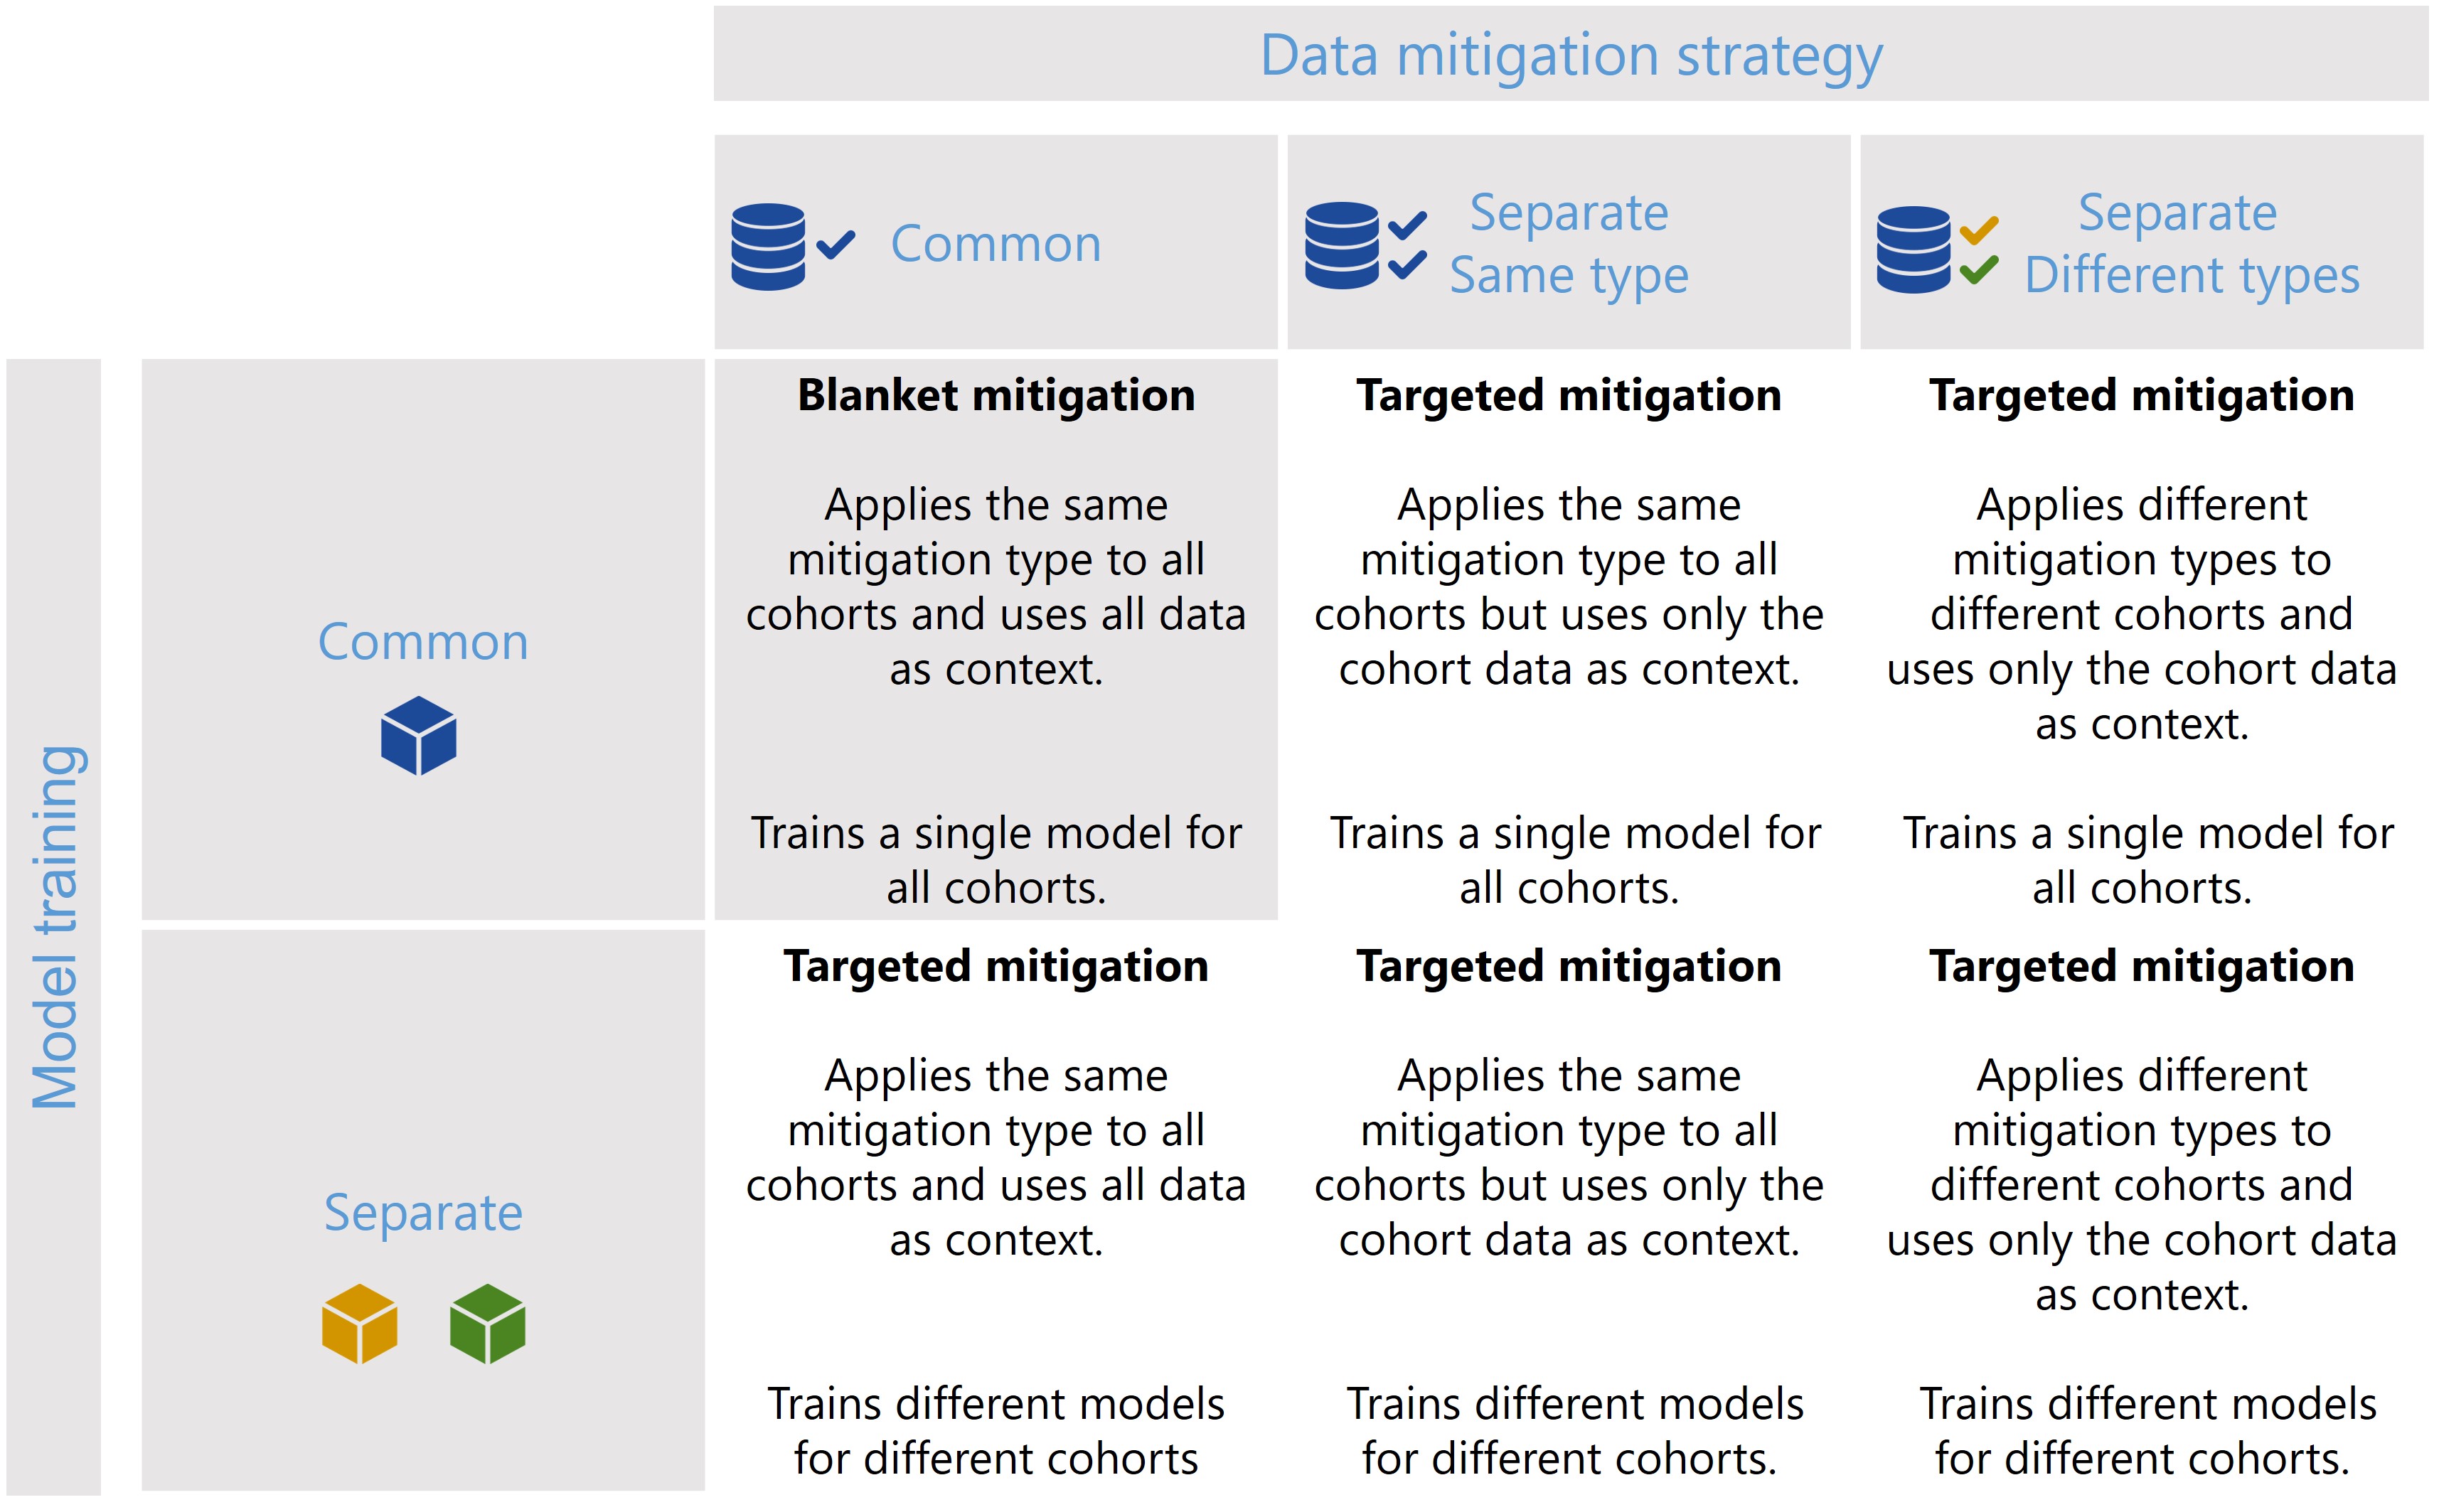 Data mitigation strategy
Common
Separate
Same type
Separate
Different types
Model training
Common
Blanket mitigation
Applies the same
mitigation type to all
cohorts and uses all data
as context.
Trains a single model for
all cohorts.
Targeted mitigation
Applies the same
mitigation type to all
cohorts but uses only the
cohort data as context.
Trains a single model for
all cohorts.
Targeted mitigation
Applies different
mitigation types to
different cohorts and
uses only the cohort data
as context.
Trains a single model for
all cohorts.
Separate
Targeted mitigation
Applies the same
mitigation type to all
cohorts and uses all data
as context.
Trains different models
for different cohorts
Targeted mitigation
Applies the same
mitigation type to all
cohorts but uses only the
cohort data as context.
Trains different models
for different cohorts.
Targeted mitigation
Applies different
mitigation types to
different cohorts and
uses only the cohort data
as context.
Trains different models
for different cohorts.